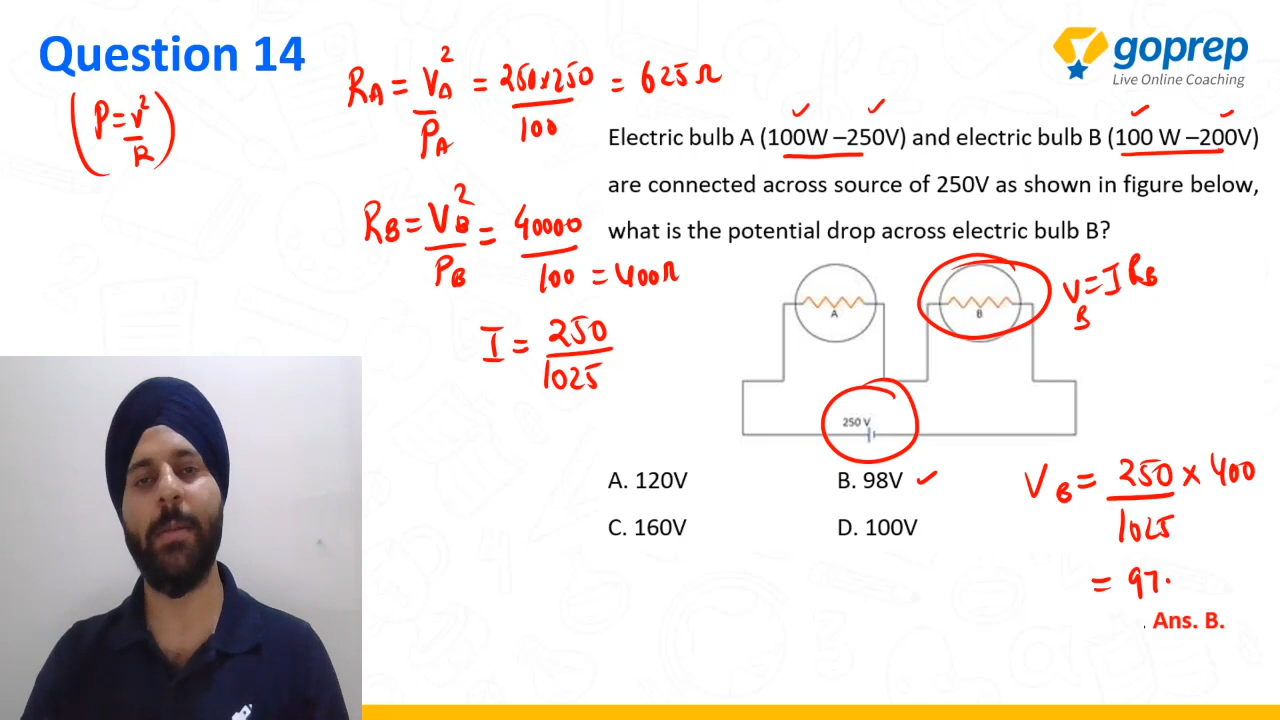 Question 14
goprep
Live Online Coaching
(P = V²/R)
R_A = V_A²/P_A = 250x250/100 = 625 Ω
Electric bulb A (100W –250V) and electric bulb B (100 W –200V)
are connected across source of 250V as shown in figure below,
what is the potential drop across electric bulb B?
R_B = V_B²/P_B = 40000/100 = 400Ω
A
B
V_B = I R_B
I = 250/1025
250 V
A. 120V
B. 98V ✓
C. 160V
D. 100V
V_B = 250/1025 × 400
= 97.
. Ans. B.